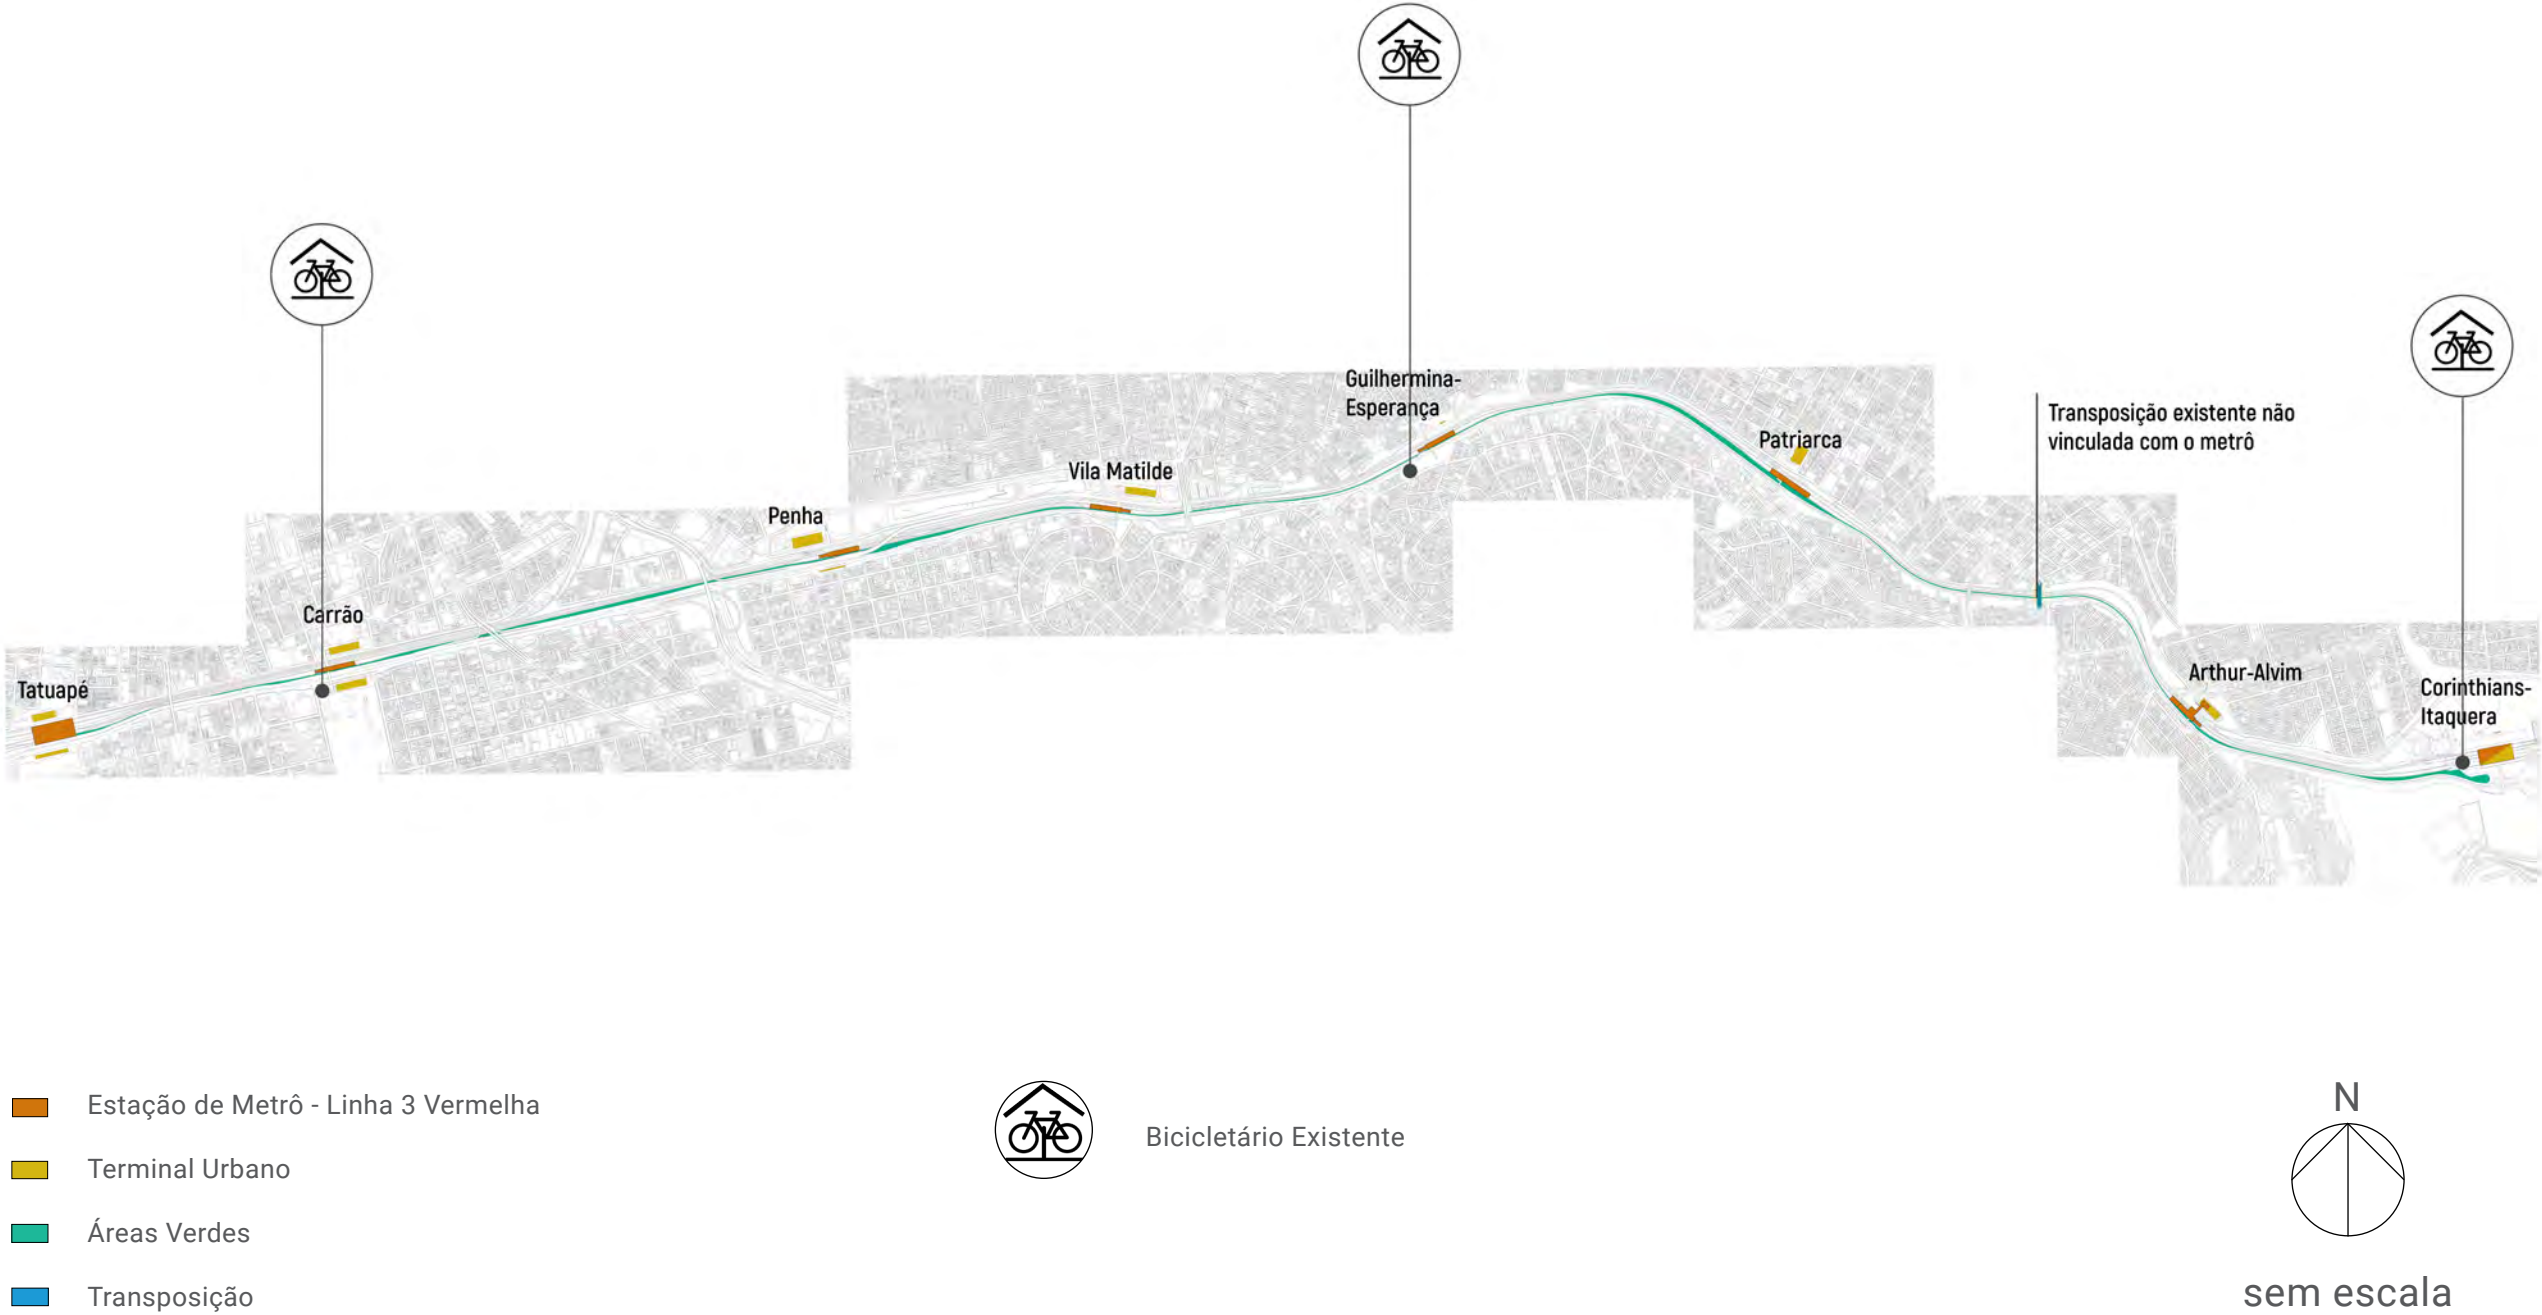 Guilhermina-
Esperança
Transposição existente não
vinculada com o metrô
Patriarca
Vila Matilde
Penha
Carrão
Tatuapé
Arthur-Alvim
Corinthians-
Itaquera
Estação de Metrô - Linha 3 Vermelha
Terminal Urbano
Áreas Verdes
Transposição
Bicicletário Existente
N
sem escala